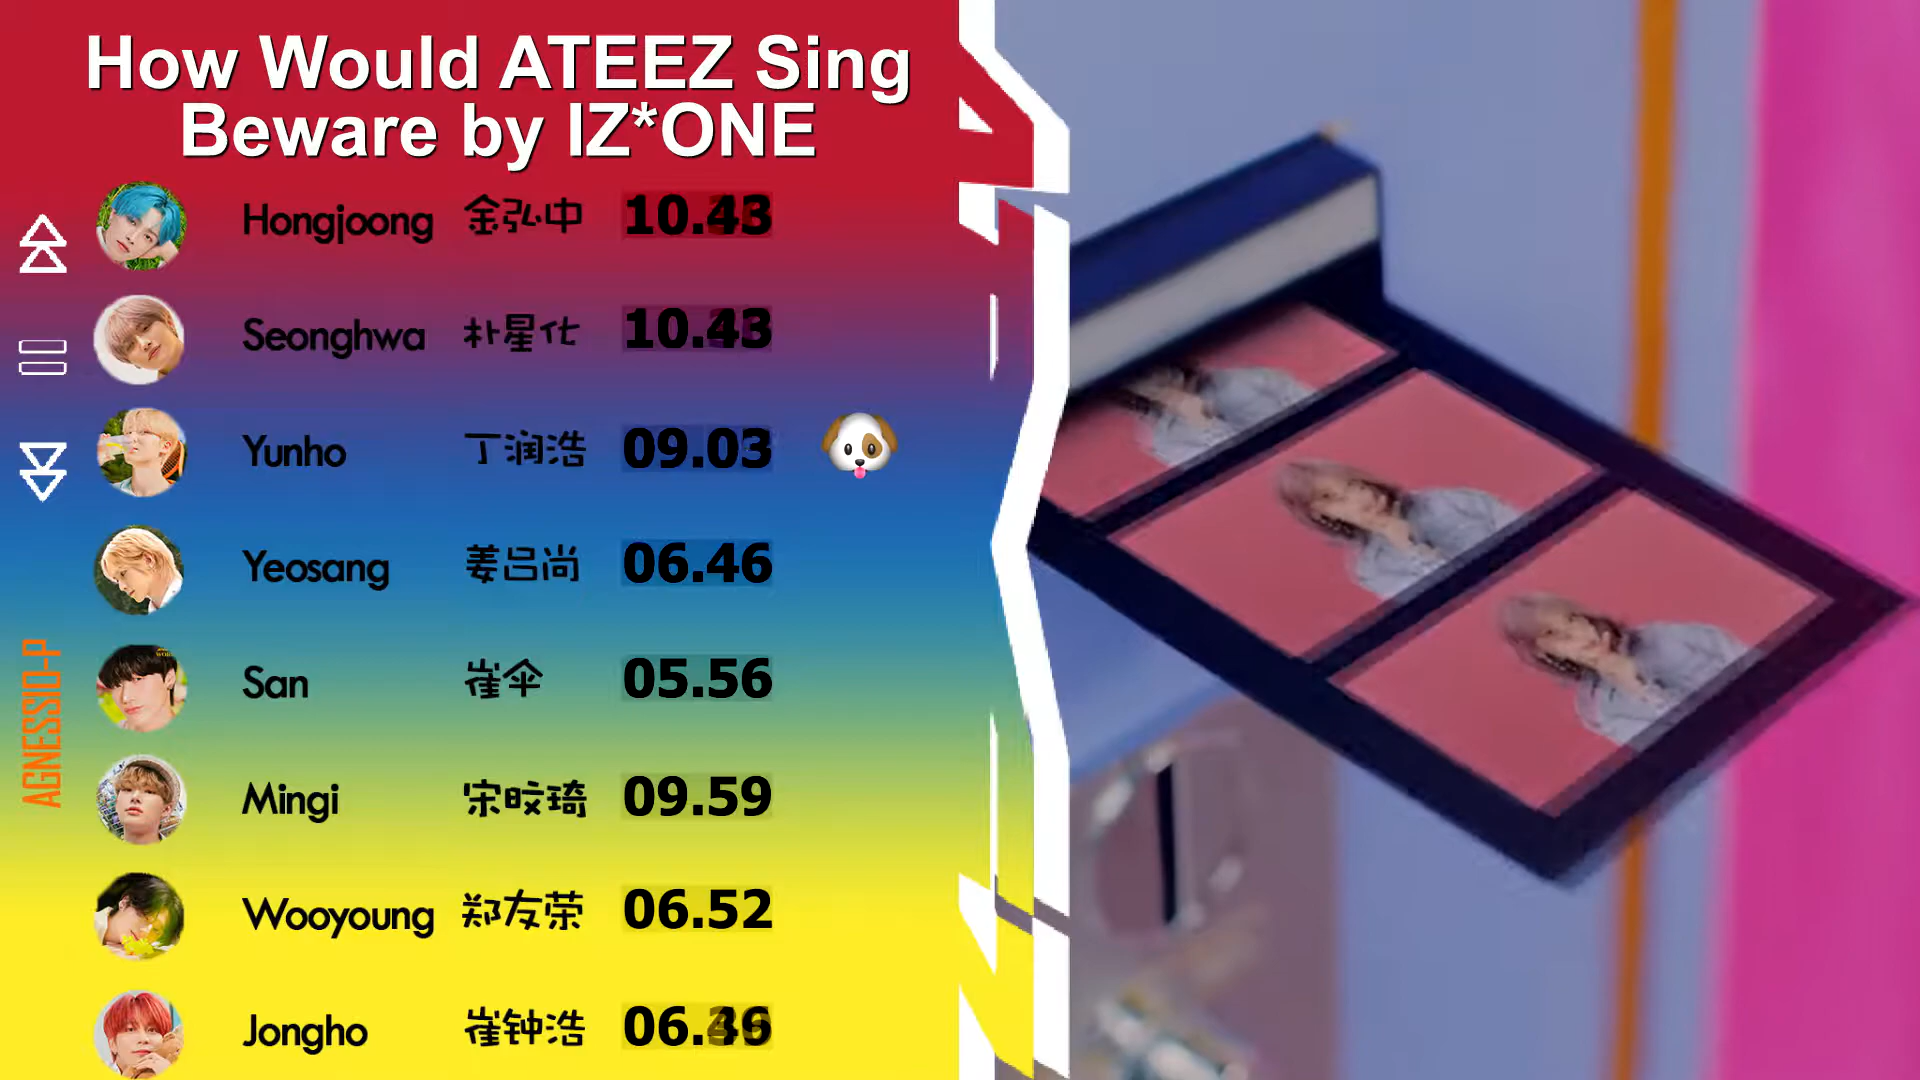 How Would ATEEZ Sing
Beware by IZ*ONE
Hongjoong 金弘中 10.43
Seonghwa 朴星化 10.43
Yunho 丁润浩 09.03
Yeosang 姜吕尚 06.46
San 崔伞 05.56
Mingi 宋旼琦 09.59
Wooyoung 郑友荣 06.52
Jongho 崔钟浩
AGNESSIO-P